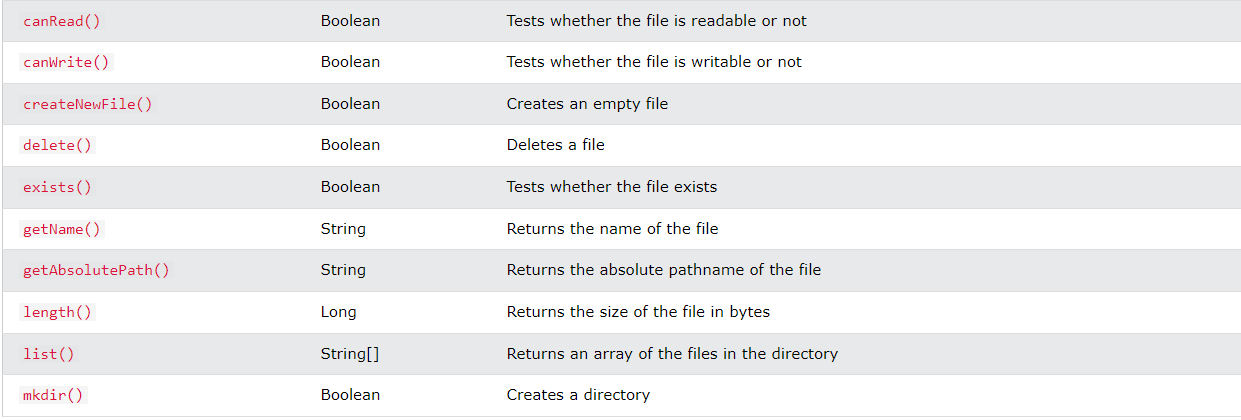 canRead() Boolean Tests whether the file is readable or not
canWrite() Boolean Tests whether the file is writable or not
createNewFile() Boolean Creates an empty file
delete() Boolean Deletes a file
exists() Boolean Tests whether the file exists
getName() String Returns the name of the file
getAbsolutePath() String Returns the absolute pathname of the file
length() Long Returns the size of the file in bytes
list() String[] Returns an array of the files in the directory
mkdir() Boolean Creates a directory